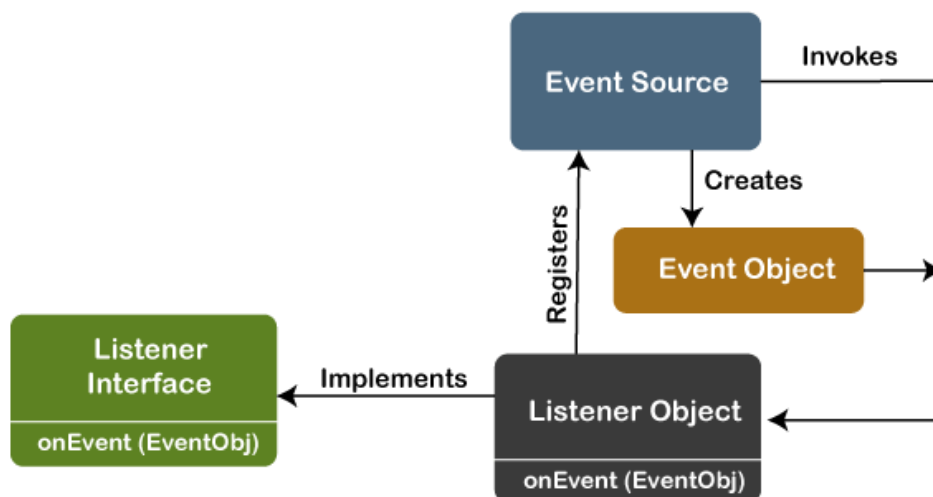 Event Source
Invokes
Creates
Registers
Event Object
Listener
Interface
onEvent (EventObj)
Implements
Listener Object
onEvent (EventObj)